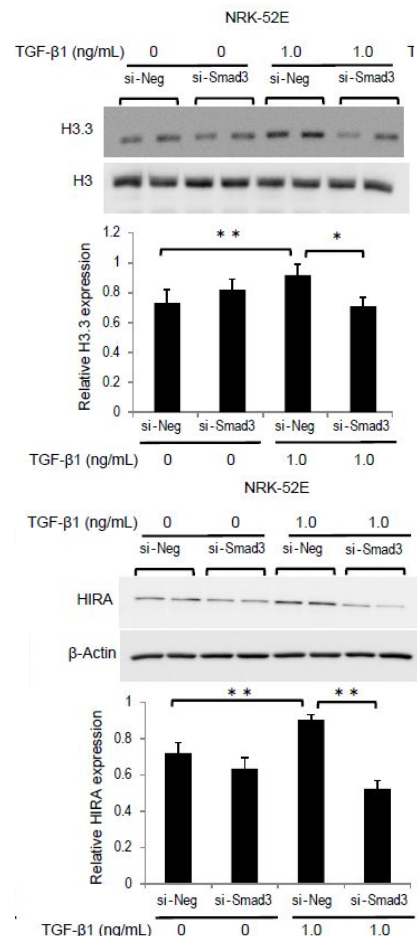 NRK-52E
TGF-β1 (ng/mL) 0 0 1.0 1.0 T
si-Neg si-Smad3 si-Neg si-Smad3
H3.3
H3
1.2
* * *
1
0.8
0.6
0.4
0.2
0
Relative H3.3 expression
si-Neg si-Smad3 si-Neg si-Smad3
TGF-β1 (ng/mL) 0 0 1.0 1.0
NRK-52E
TGF-β1 (ng/mL) 0 0 1.0 1.0
si-Neg si-Smad3 si-Neg si-Smad3
HIRA
β-Actin
* * * *
1
0.8
0.6
0.4
0.2
0
Relative HIRA expression
si-Neg si-Smad3 si-Neg si-Smad3
TGF-β1 (ng/mL) 0 0 1.0 1.0